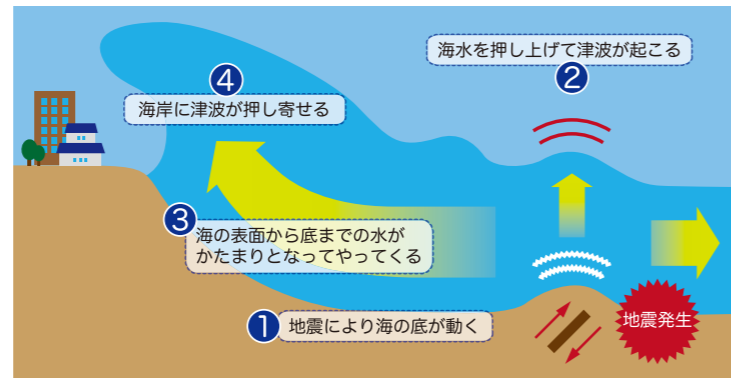 ④
海岸に津波が押し寄せる
海水を押し上げて津波が起こる
②
③
海の表面から底までの水が
かたまりとなってやってくる
①
地震により海の底が動く
地震発生